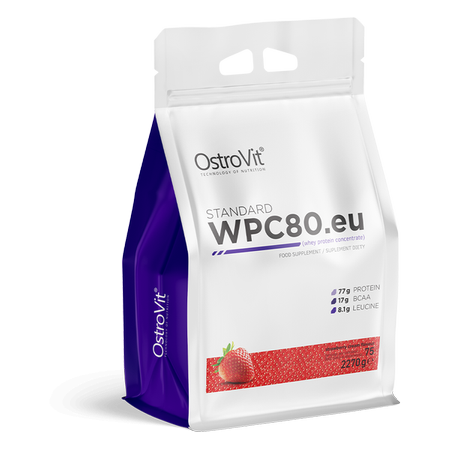 OstroVit®
TECHNOLOGY OF NUTRITION
STANDARD
WPC80.eu
(whey protein concentrate)
FOOD SUPPLEMENT / SUPLEMENT DIETY
77g PROTEIN
17g BCAA
8.1g LEUCINE
75
2270 g
OstroVit®